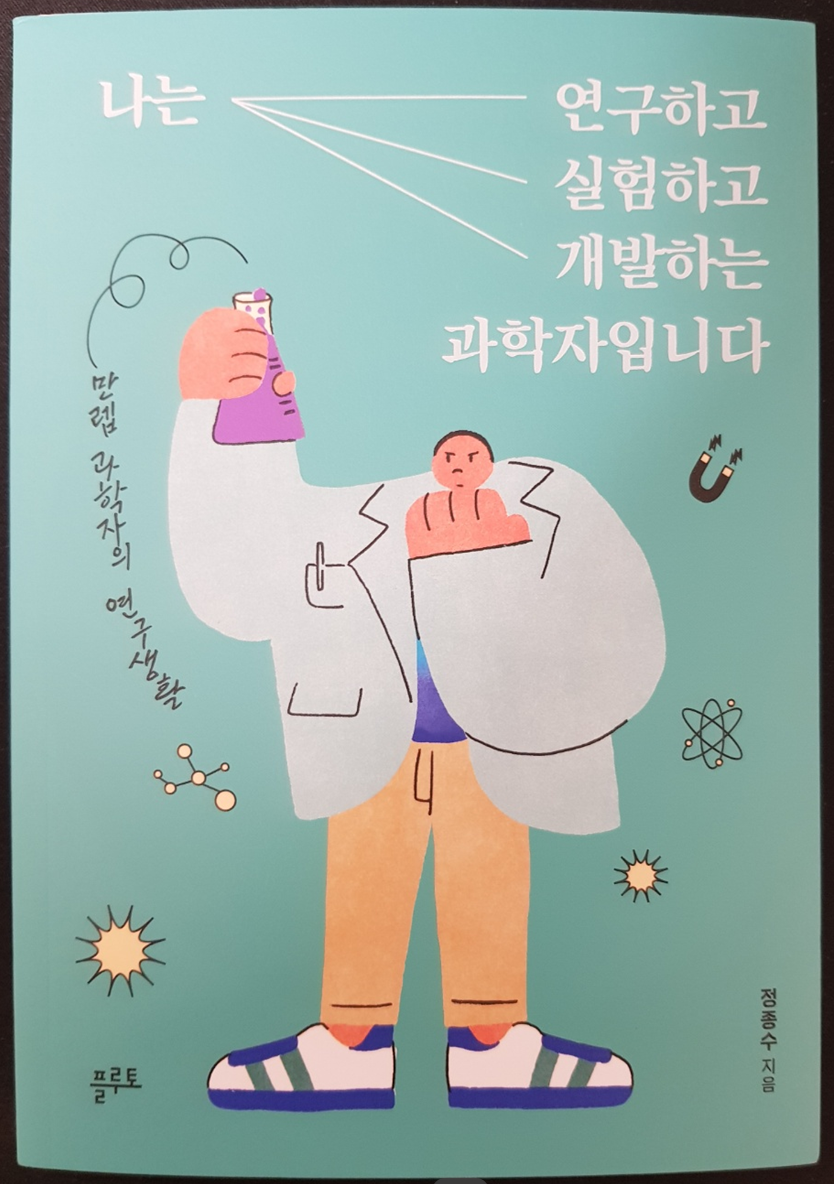 나는
연구하고
실험하고
개발하는
과학자입니다
만렙 과학자의 연구생활
정종수 지음
플루토